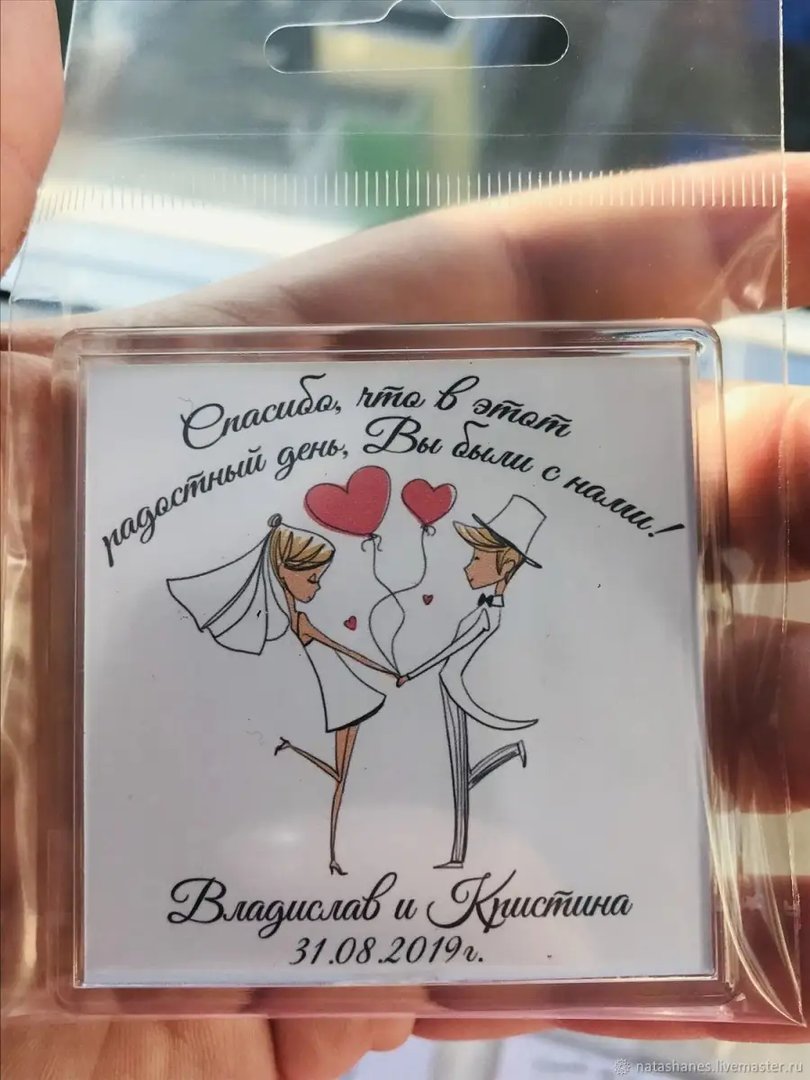 Спасибо, что в этот
радостный день, Вы были с нами!
Владислав и Кристина
31.08.2019г.
natashanes.livemaster.ru